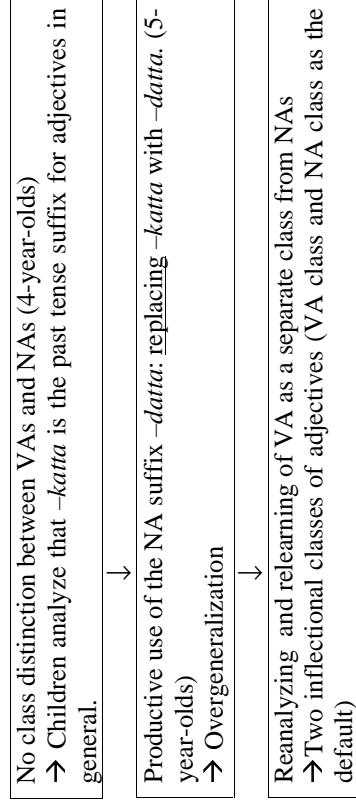 No class distinction between VAs and NAs (4-year-olds)
→ Children analyze that –katta is the past tense suffix for adjectives in
general.
↓
Productive use of the NA suffix –datta: replacing –katta with –datta. (5-
year-olds)
→ Overgeneralization
↓
Reanalyzing and relearning of VA as a separate class from NAs
→Two inflectional classes of adjectives (VA class and NA class as the
default)